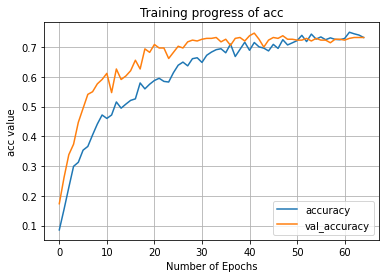 Training progress of acc
acc value
0.7
0.6
0.5
0.4
0.3
0.2
0.1
0 10 20 30 40 50 60
Number of Epochs
accuracy
val_accuracy